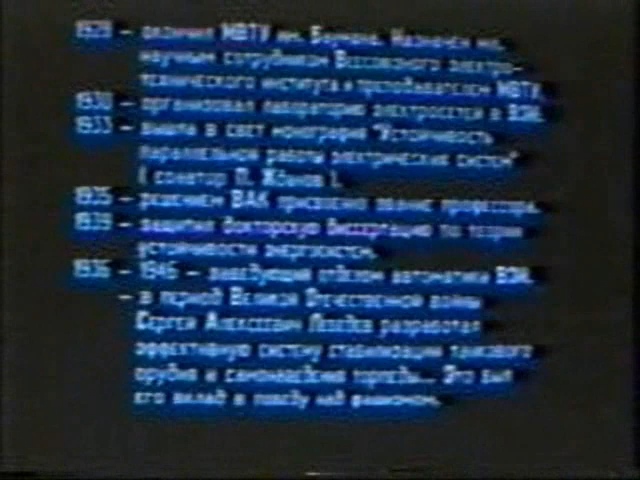 1928 – окончил МВТУ им. Баумана. Назначен мл.
научным сотрудником Всесоюзного электро-
технического института и преподавателем МВТУ.
1930 – организовал лабораторию электросетей в ВЭИ.
1933 – вышла в свет монография "Устойчивость
параллельной работы электрических систем"
( соавтор П. Жданов ).
1935 – решением ВАК присвоено звание профессора.
1939 – защитил докторскую диссертацию по теории
устойчивости энергосистем.
1936 – 1946 – заведующий отделом автоматики ВЭИ.
– в период Великой Отечественной войны
Сергей Алексеевич Лебедев разработал
эффективную систему стабилизации танкового
орудия и самонаведения торпеды... Это был
его вклад в победу над фашизмом.